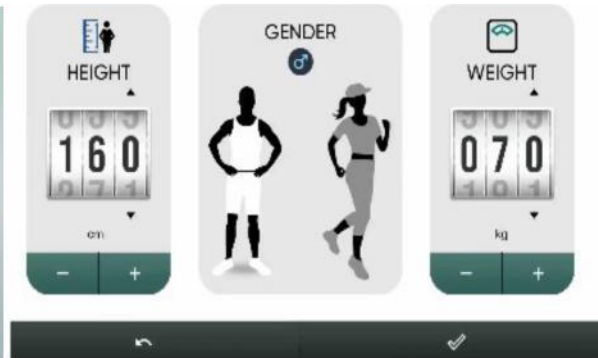 HEIGHT
160
cm
- +
GENDER
WEIGHT
070
kg
- +